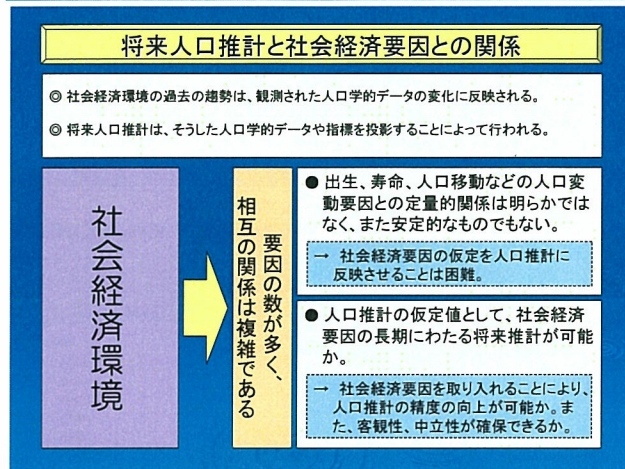 将来人口推計と社会経済要因との関係
◎ 社会経済環境の過去の趨勢は、観測された人口学的データの変化に反映される。
◎ 将来人口推計は、そうした人口学的データや指標を投影することによって行われる。
社会経済環境
要因の数が多く、
相互の関係は複雑である
● 出生、寿命、人口移動などの人口変
動要因との定量的関係は明らかでは
なく、また安定的なものでもない。
→ 社会経済要因の仮定を人口推計に
反映させることは困難。
● 人口推計の仮定値として、社会経済
要因の長期にわたる将来推計が可能
か。
→ 社会経済要因を取り入れることにより、
人口推計の精度の向上が可能か。ま
た、客観性、中立性が確保できるか。